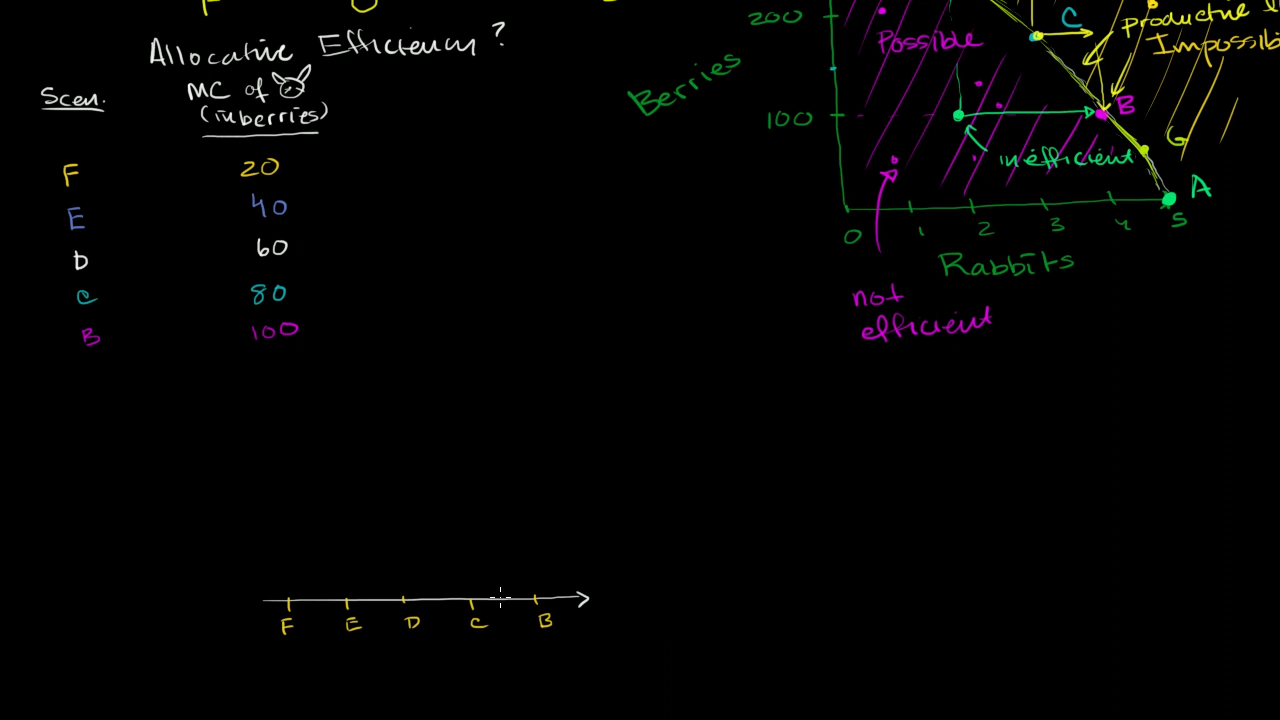 Allocative Efficiency?
Scen.
MC of
(in berries)
F 20
E 40
D 60
C 80
B 100
F E D C B
200
100
Berries
Possible
C
Productive
Impossib
B
G
inefficient
A
0 1 2 3 4 5
Rabbits
not
efficient